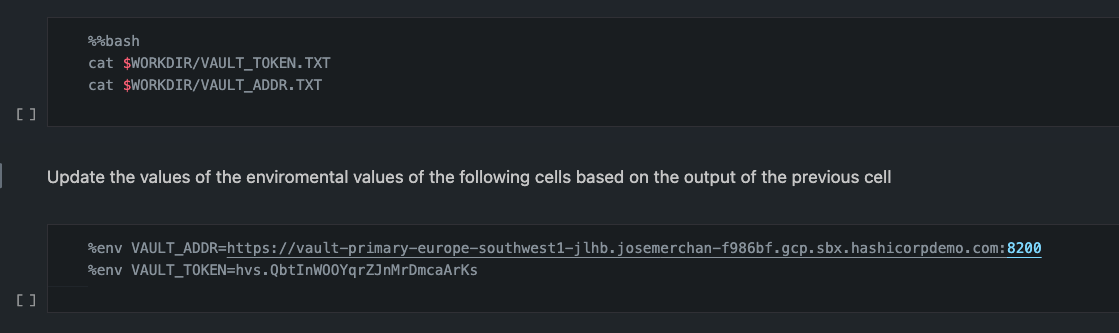 %%bash
cat $WORKDIR/VAULT_TOKEN.TXT
cat $WORKDIR/VAULT_ADDR.TXT
[ ]
Update the values of the enviromental values of the following cells based on the output of the previous cell
%env VAULT_ADDR=https://vault-primary-europe-southwest1-jlhb.josemerchan-f986bf.gcp.sbx.hashicorpdemo.com:8200
%env VAULT_TOKEN=hvs.QbtInWOOYqrZJnMrDmcaArKs
[ ]